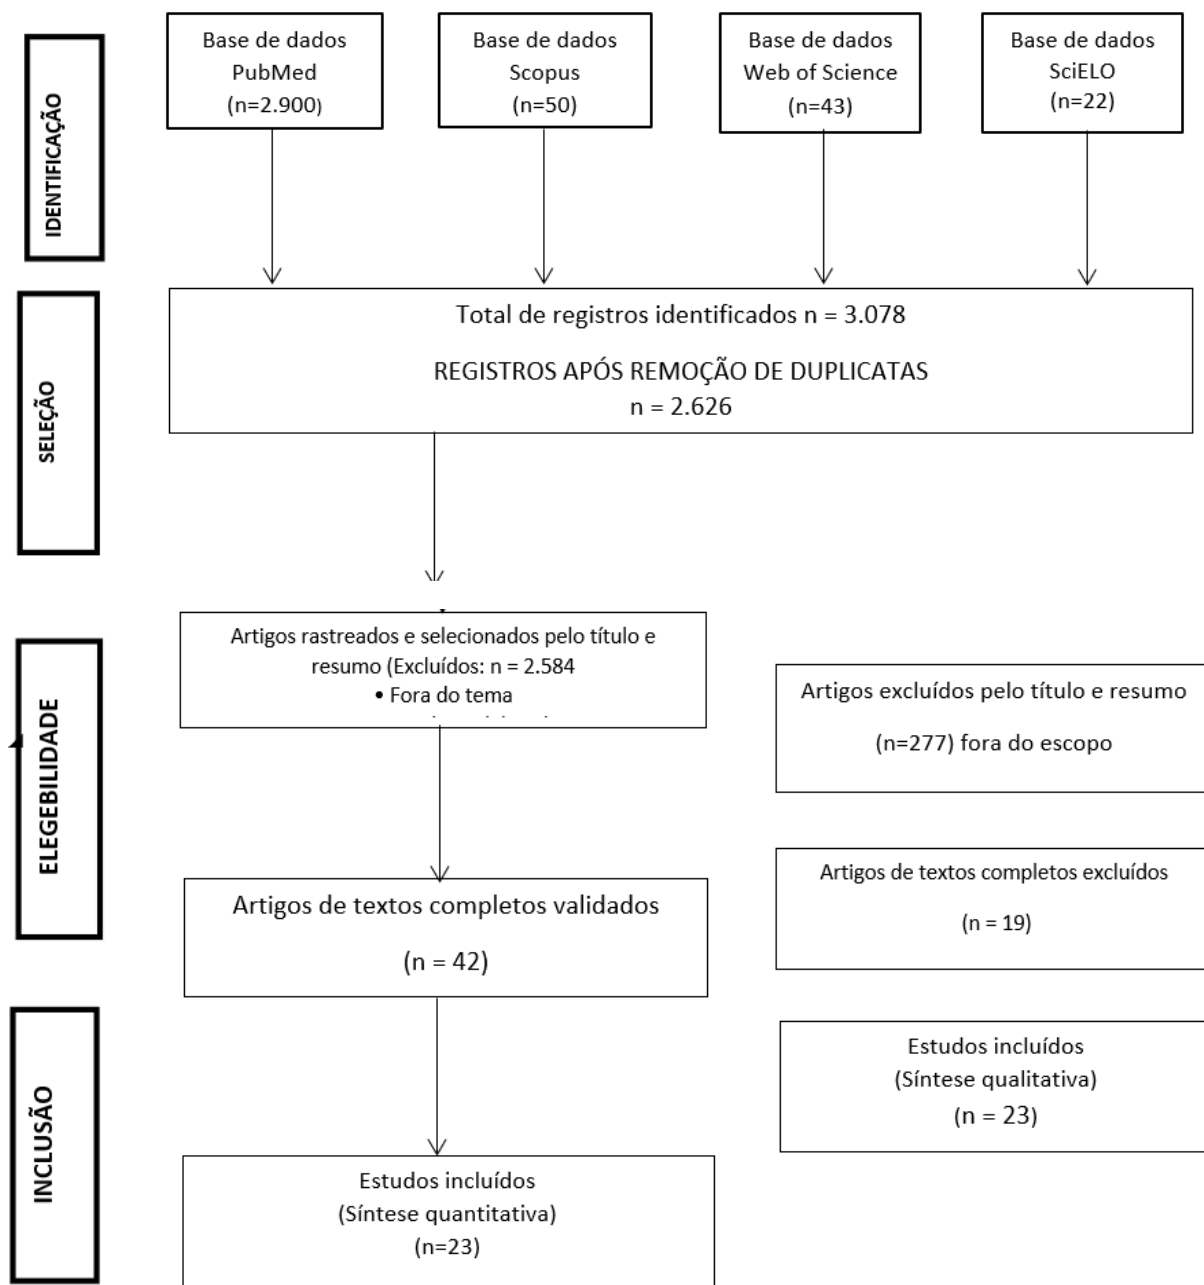 IDENTIFICAÇÃO
Base de dados
PubMed
(n=2.900)
Base de dados
Scopus
(n=50)
Base de dados
Web of Science
(n=43)
Base de dados
SciELO
(n=22)
SELEÇÃO
Total de registros identificados n = 3.078
REGISTROS APÓS REMOÇÃO DE DUPLICATAS
n = 2.626
ELEGEBILIDADE
Artigos rastreados e selecionados pelo título e
resumo (Excluídos: n = 2.584
• Fora do tema
Artigos excluídos pelo título e resumo
(n=277) fora do escopo
Artigos de textos completos validados
(n = 42)
Artigos de textos completos excluídos
(n = 19)
INCLUSÃO
Estudos incluídos
(Síntese qualitativa)
(n = 23)
Estudos incluídos
(Síntese quantitativa)
(n=23)